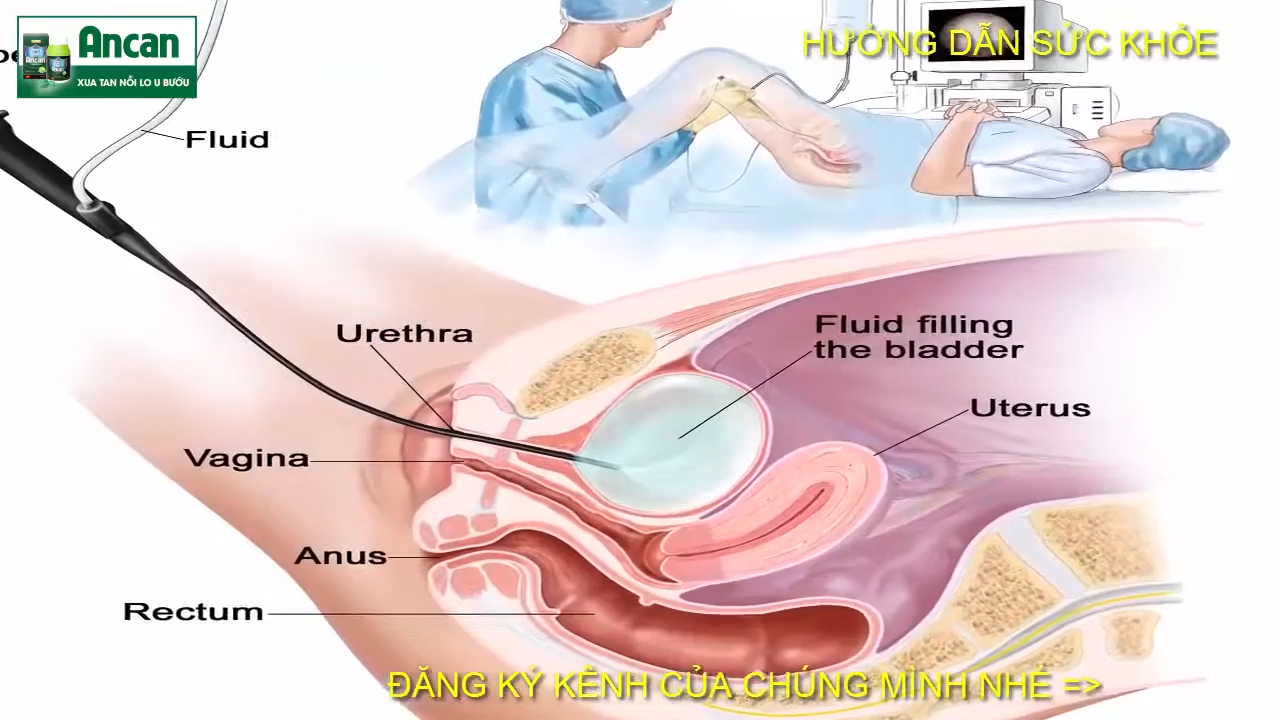 Ancan
XUA TAN NỖI LO U BƯỚU
HƯỚNG DẪN SỨC KHỎE
Fluid
Urethra
Fluid filling
the bladder
Uterus
Vagina
Anus
Rectum
ĐĂNG KÝ KÊNH CỦA CHÚNG MÌNH NHÉ =>